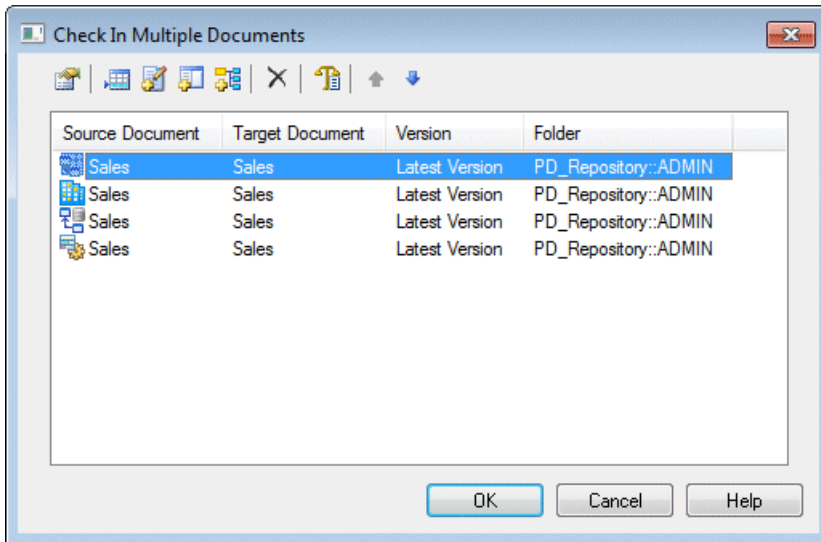 Check In Multiple Documents
Source Document Target Document Version Folder
Sales Sales Latest Version PD_Repository::ADMIN
Sales Sales Latest Version PD_Repository::ADMIN
Sales Sales Latest Version PD_Repository::ADMIN
Sales Sales Latest Version PD_Repository::ADMIN
OK Cancel Help